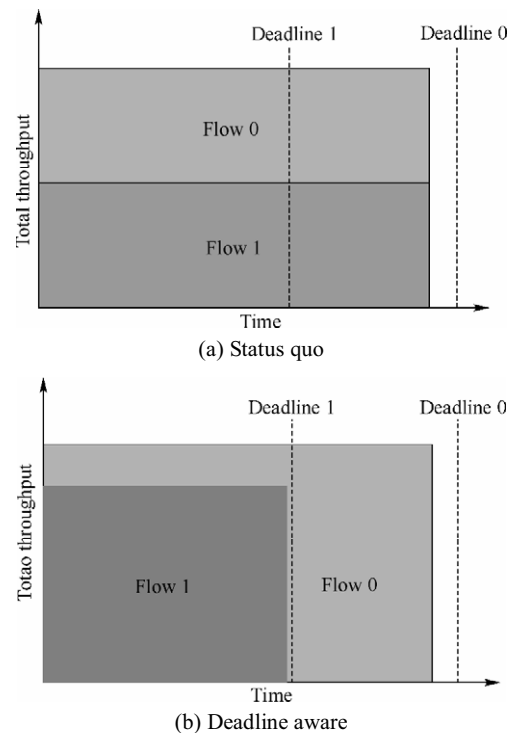 Deadline 1 Deadline 0
Flow 0
Flow 1
Total throughput
Time
(a) Status quo
Deadline 1 Deadline 0
Flow 1 Flow 0
Totao throughput
Time
(b) Deadline aware